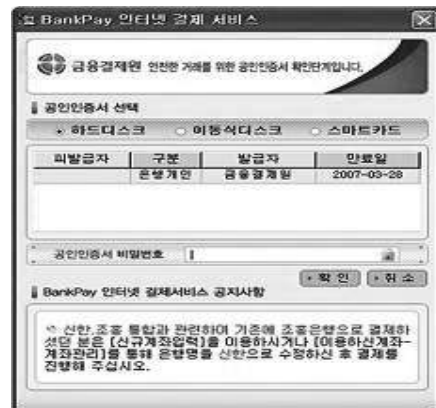 BankPay 인터넷 결제 서비스
금융결제원 안전한 거래를 위한 공인인증서 확인단계입니다.
공인인증서 선택
하드디스크 이동식디스크 스마트카드
피발급자 구분 발급자 만료일
은행개인 금융결제원 2007-03-28
공인인증서 비밀번호
확인 취소
BankPay 인터넷 결제서비스 공지사항
신한,조흥 통합과 관련하여 기존에 조흥은행으로 결제하
셨던 분은 [신규계좌입력]을 이용하시거나 [이용하신계좌-
계좌관리]를 통해 은행명을 신한으로 수정하신 후 결제를
진행해 주십시오.